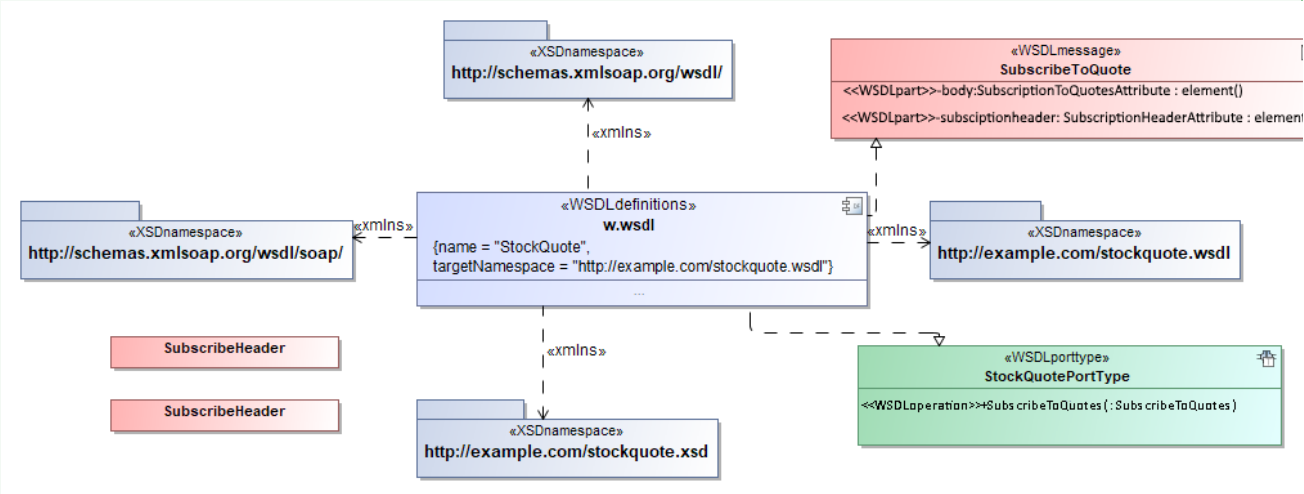 «XSDnamespace»
http://schemas.xmlsoap.org/wsdl/
«WSDLmessage»
SubscribeToQuote
<<WSDLpart>>-body:SubscriptionToQuotesAttribute : element()
<<WSDLpart>>-subsciptionheader: SubscriptionHeaderAttribute : element
«xmlns»
«WSDLdefinitions»
w.wsdl
{name = "StockQuote",
targetNamespace = "http://example.com/stockquote.wsdl"}
...
«XSDnamespace»
http://schemas.xmlsoap.org/wsdl/soap/
«xmlns»
«xmlns»
«XSDnamespace»
http://example.com/stockquote.wsdl
SubscribeHeader
SubscribeHeader
«xmlns»
«WSDLporttype»
StockQuotePortType
<<WSDLoperation>>+SubscribeToQuotes(:SubscribeToQuotes)
«XSDnamespace»
http://example.com/stockquote.xsd